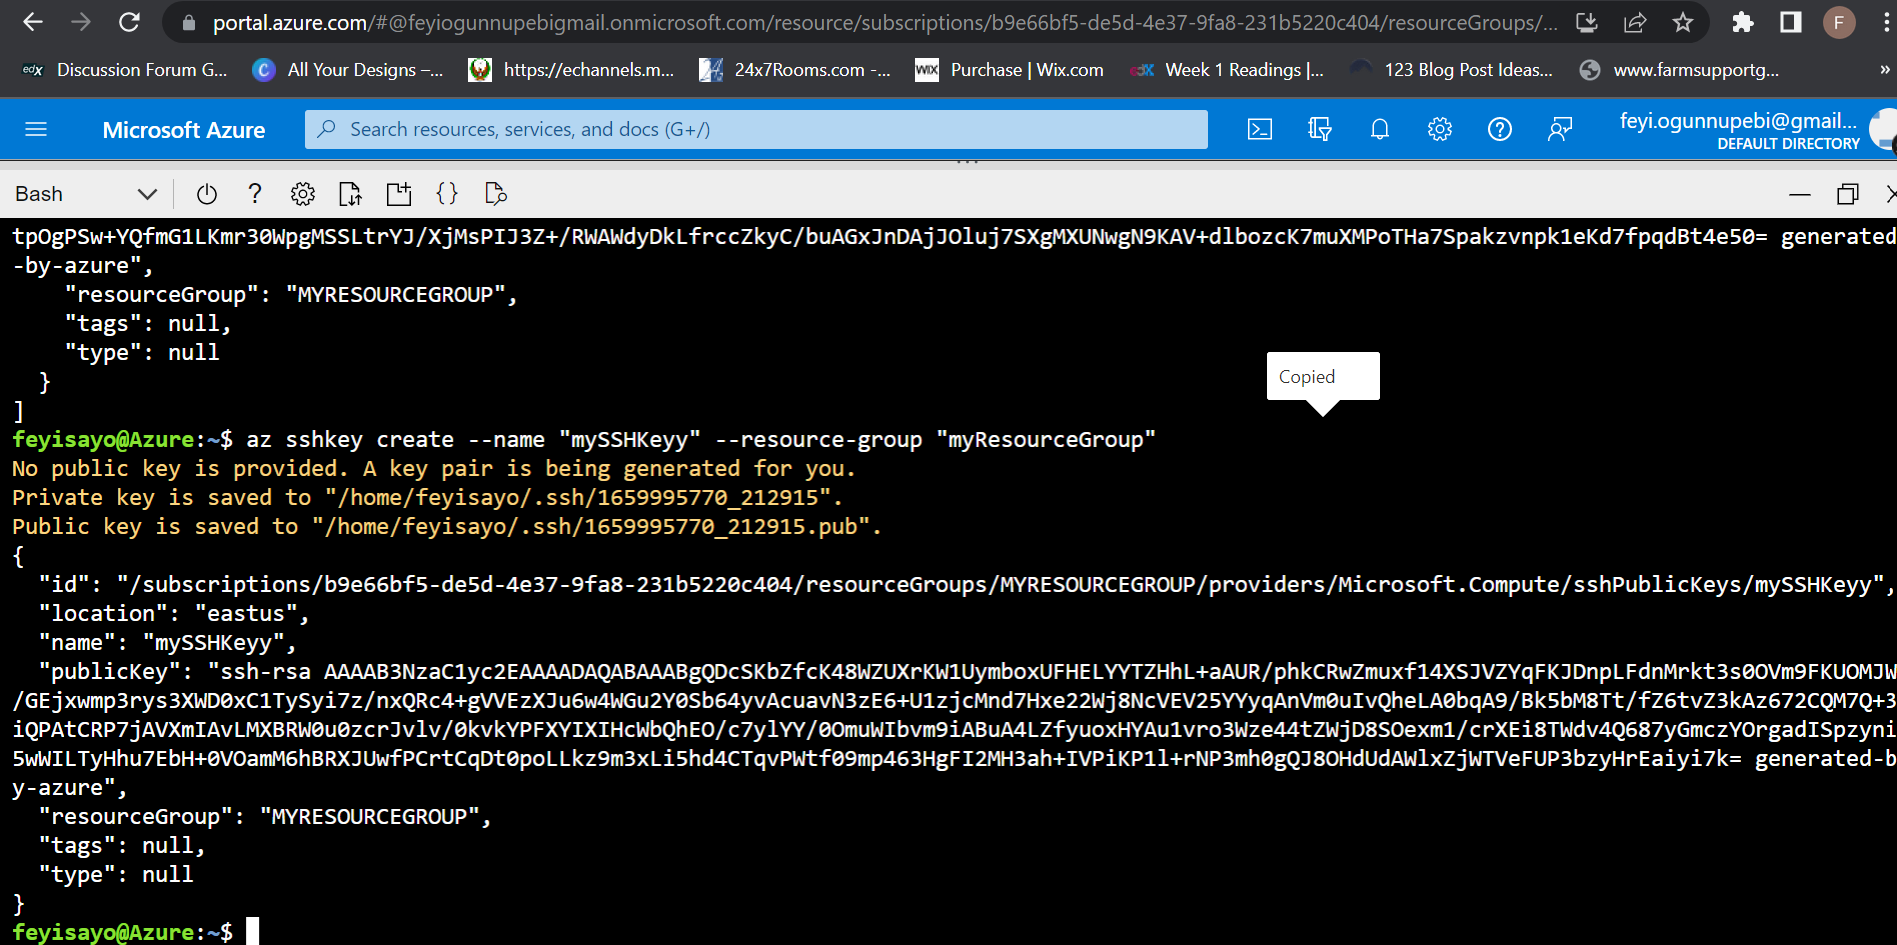 portal.azure.com/#@feyiogunnupebigmail.onmicrosoft.com/resource/subscriptions/b9e66bf5-de5d-4e37-9fa8-231b5220c404/resourceGroups/...
F
edX Discussion Forum G... C All Your Designs –... https://echannels.m... 24x7Rooms.com -... WIX Purchase | Wix.com Week 1 Readings |... 123 Blog Post Ideas... www.farmsupportg... »
Microsoft Azure
Search resources, services, and docs (G+/)
feyi.ogunnupebi@gmail...
DEFAULT DIRECTORY
Bash
tpOgPSw+YQfmG1LKmr30WpgMSSLtrYJ/XjMsPIJ3Z+/RWAWdyDkLfrccZkyC/buAGxJnDAjJOluj7SXgMXUNwgN9KAV+dlbozcK7muXMPoTHa7Spakzvnpk1eKd7fpqdBt4e50= generated
-by-azure",
"resourceGroup": "MYRESOURCEGROUP",
"tags": null,
"type": null
}
]
Copied
feyisayo@Azure:~$ az sshkey create --name "mySSHKeyy" --resource-group "myResourceGroup"
No public key is provided. A key pair is being generated for you.
Private key is saved to "/home/feyisayo/.ssh/1659995770_212915".
Public key is saved to "/home/feyisayo/.ssh/1659995770_212915.pub".
{
"id": "/subscriptions/b9e66bf5-de5d-4e37-9fa8-231b5220c404/resourceGroups/MYRESOURCEGROUP/providers/Microsoft.Compute/sshPublicKeys/mySSHKeyy",
"location": "eastus",
"name": "mySSHKeyy",
"publicKey": "ssh-rsa AAAAB3NzaC1yc2EAAAADAQABAAABgQDcSKbZfcK48WZUXrKW1UymboxUFHELYYTZHhL+aAUR/phkCRwZmuxf14XSJVZYqFKJDnpLFdnMrkt3s0OVm9FKUOMJW
/GEjxwmp3rys3XWD0xC1TySyi7z/nxQRc4+gVVEzXJu6w4WGu2Y0Sb64yvAcuavN3zE6+U1zjcMnd7Hxe22Wj8NcVEV25YYyqAnVm0uIvQheLA0bqA9/Bk5bM8Tt/fZ6tvZ3kAz672CQM7Q+3
iQPAtCRP7jAVXmIAvLMXBRW0u0zcrJvlv/0kvkYPFXYIXIHcWbQhEO/c7ylYY/0OmuWIbvm9iABuA4LZfyuoxHYAu1vro3Wze44tZWjD8SOexm1/crXEi8TWdv4Q687yGmczYOrgadISpzyni
5wWILTyHhu7EbH+0VOamM6hBRXJUwfPCrtCqDt0poLLkz9m3xLi5hd4CTqvPWtf09mp463HgFI2MH3ah+IVPiKP1l+rNP3mh0gQJ8OHdUdAWlxZjWTVeFUP3bzyHrEaiyi7k= generated-b
y-azure",
"resourceGroup": "MYRESOURCEGROUP",
"tags": null,
"type": null
}
feyisayo@Azure:~$